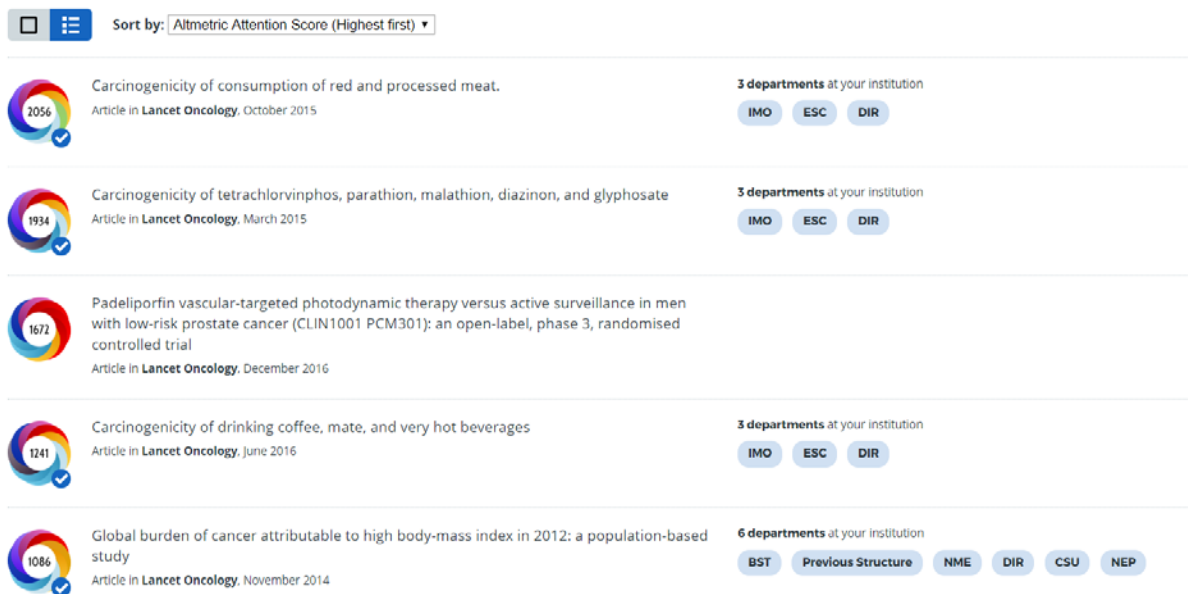 Sort by: Altmetric Attention Score (Highest first)
2056
Carcinogenicity of consumption of red and processed meat.
Article in Lancet Oncology, October 2015
3 departments at your institution
IMO ESC DIR
1934
Carcinogenicity of tetrachlorvinphos, parathion, malathion, diazinon, and glyphosate
Article in Lancet Oncology, March 2015
3 departments at your institution
IMO ESC DIR
1672
Padeliporfin vascular-targeted photodynamic therapy versus active surveillance in men
with low-risk prostate cancer (CLIN1001 PCM301): an open-label, phase 3, randomised
controlled trial
Article in Lancet Oncology, December 2016
1241
Carcinogenicity of drinking coffee, mate, and very hot beverages
Article in Lancet Oncology, June 2016
3 departments at your institution
IMO ESC DIR
1086
Global burden of cancer attributable to high body-mass index in 2012: a population-based
study
Article in Lancet Oncology, November 2014
6 departments at your institution
BST Previous Structure NME DIR CSU NEP